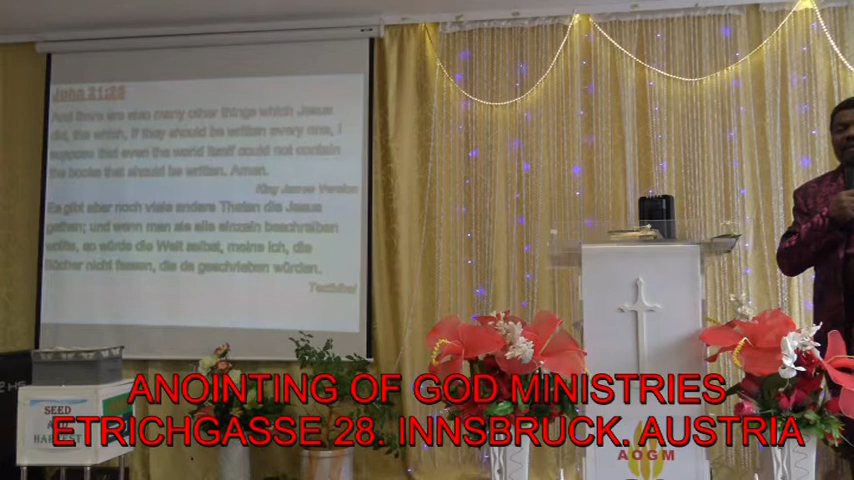 John 21:25
And there are also many other things which Jesus
did, the which, if they should be written every one, I
suppose that even the world itself could not contain
the books that should be written. Amen.
King James Version
Es gibt aber noch viele andere Thaten die Jesus
gethan; und wenn man sie alle einzeln beschreiben
wollte, so würde die Welt selbst, meine ich, die
Bücher nicht fassen, die da geschrieben würden.
SEED
HARVEST
ANOINTING OF GOD MINISTRIES
ETRICHGASSE 28. INNSBRUCK. AUSTRIA
AOGM